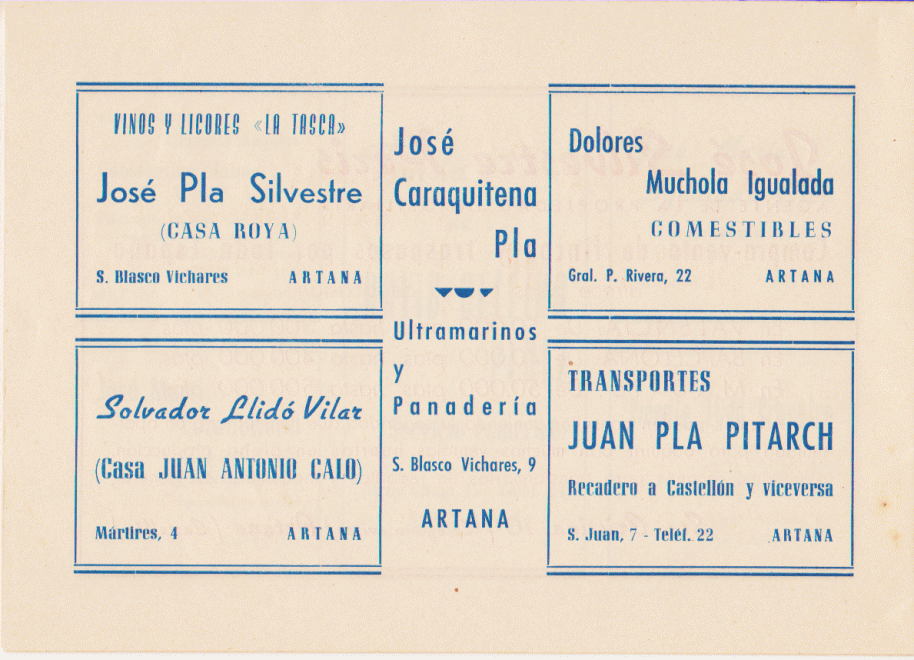 VINOS Y LICORES «LA TASCA»
José Pla Silvestre
(CASA ROYA)
S. Blasco Vichares ARTANA
Salvador Llidó Vilar
(Casa JUAN ANTONIO CALO)
Mártires, 4 ARTANA
José
Caraquitena
Pla
Ultramarinos
y
Panadería
S. Blasco Vichares, 9
ARTANA
Dolores
Muchola Igualada
COMESTIBLES
Gral. P. Rivera, 22 ARTANA
TRANSPORTES
JUAN PLA PITARCH
Recadero a Castellón y viceversa
S. Juan, 7 - Teléf. 22 ARTANA